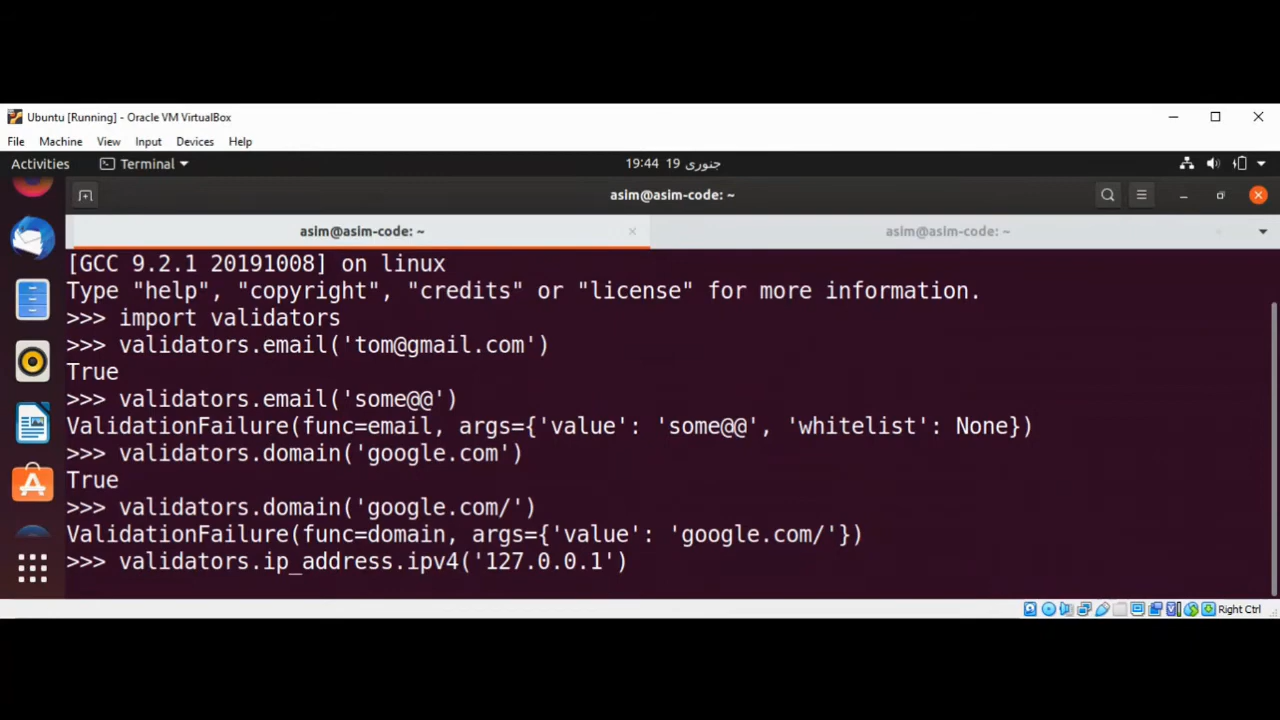 Ubuntu [Running] - Oracle VM VirtualBox
File Machine View Input Devices Help
Activities Terminal 19:44 19 جنوری
asim@asim-code: ~
asim@asim-code: ~ asim@asim-code: ~
[GCC 9.2.1 20191008] on linux
Type "help", "copyright", "credits" or "license" for more information.
>>> import validators
>>> validators.email('tom@gmail.com')
True
>>> validators.email('some@@')
ValidationFailure(func=email, args={'value': 'some@@', 'whitelist': None})
>>> validators.domain('google.com')
True
>>> validators.domain('google.com/')
ValidationFailure(func=domain, args={'value': 'google.com/'})
>>> validators.ip_address.ipv4('127.0.0.1')
Right Ctrl